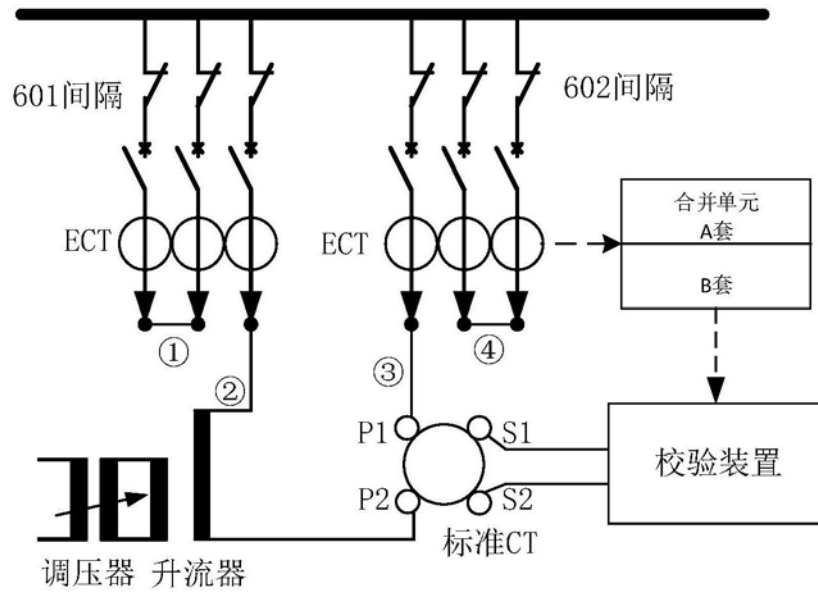 601间隔
602间隔
ECT
ECT
合并单元
A套
B套
①
②
③
④
P1
S1
P2
S2
校验装置
标准CT
调压器
升流器